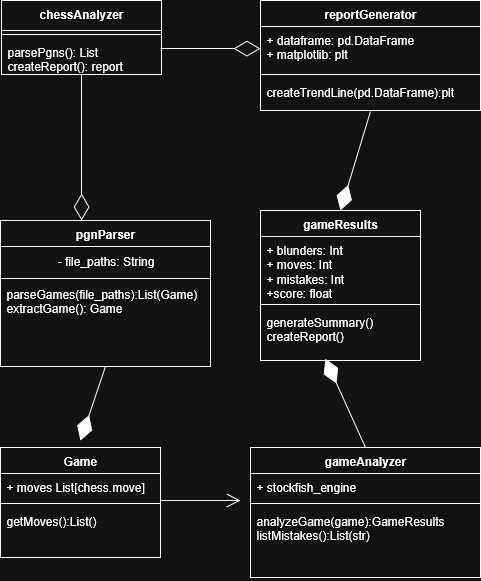 chessAnalyzer
parsePgns(): List
createReport(): report
reportGenerator
+ dataframe: pd.DataFrame
+ matplotlib: plt
createTrendLine(pd.DataFrame):plt
pgnParser
- file_paths: String
parseGames(file_paths):List(Game)
extractGame(): Game
gameResults
+ blunders: Int
+ moves: Int
+ mistakes: Int
+score: float
generateSummary()
createReport()
Game
+ moves List[chess.move]
getMoves():List()
gameAnalyzer
+ stockfish_engine
analyzeGame(game):GameResults
listMistakes():List(str)